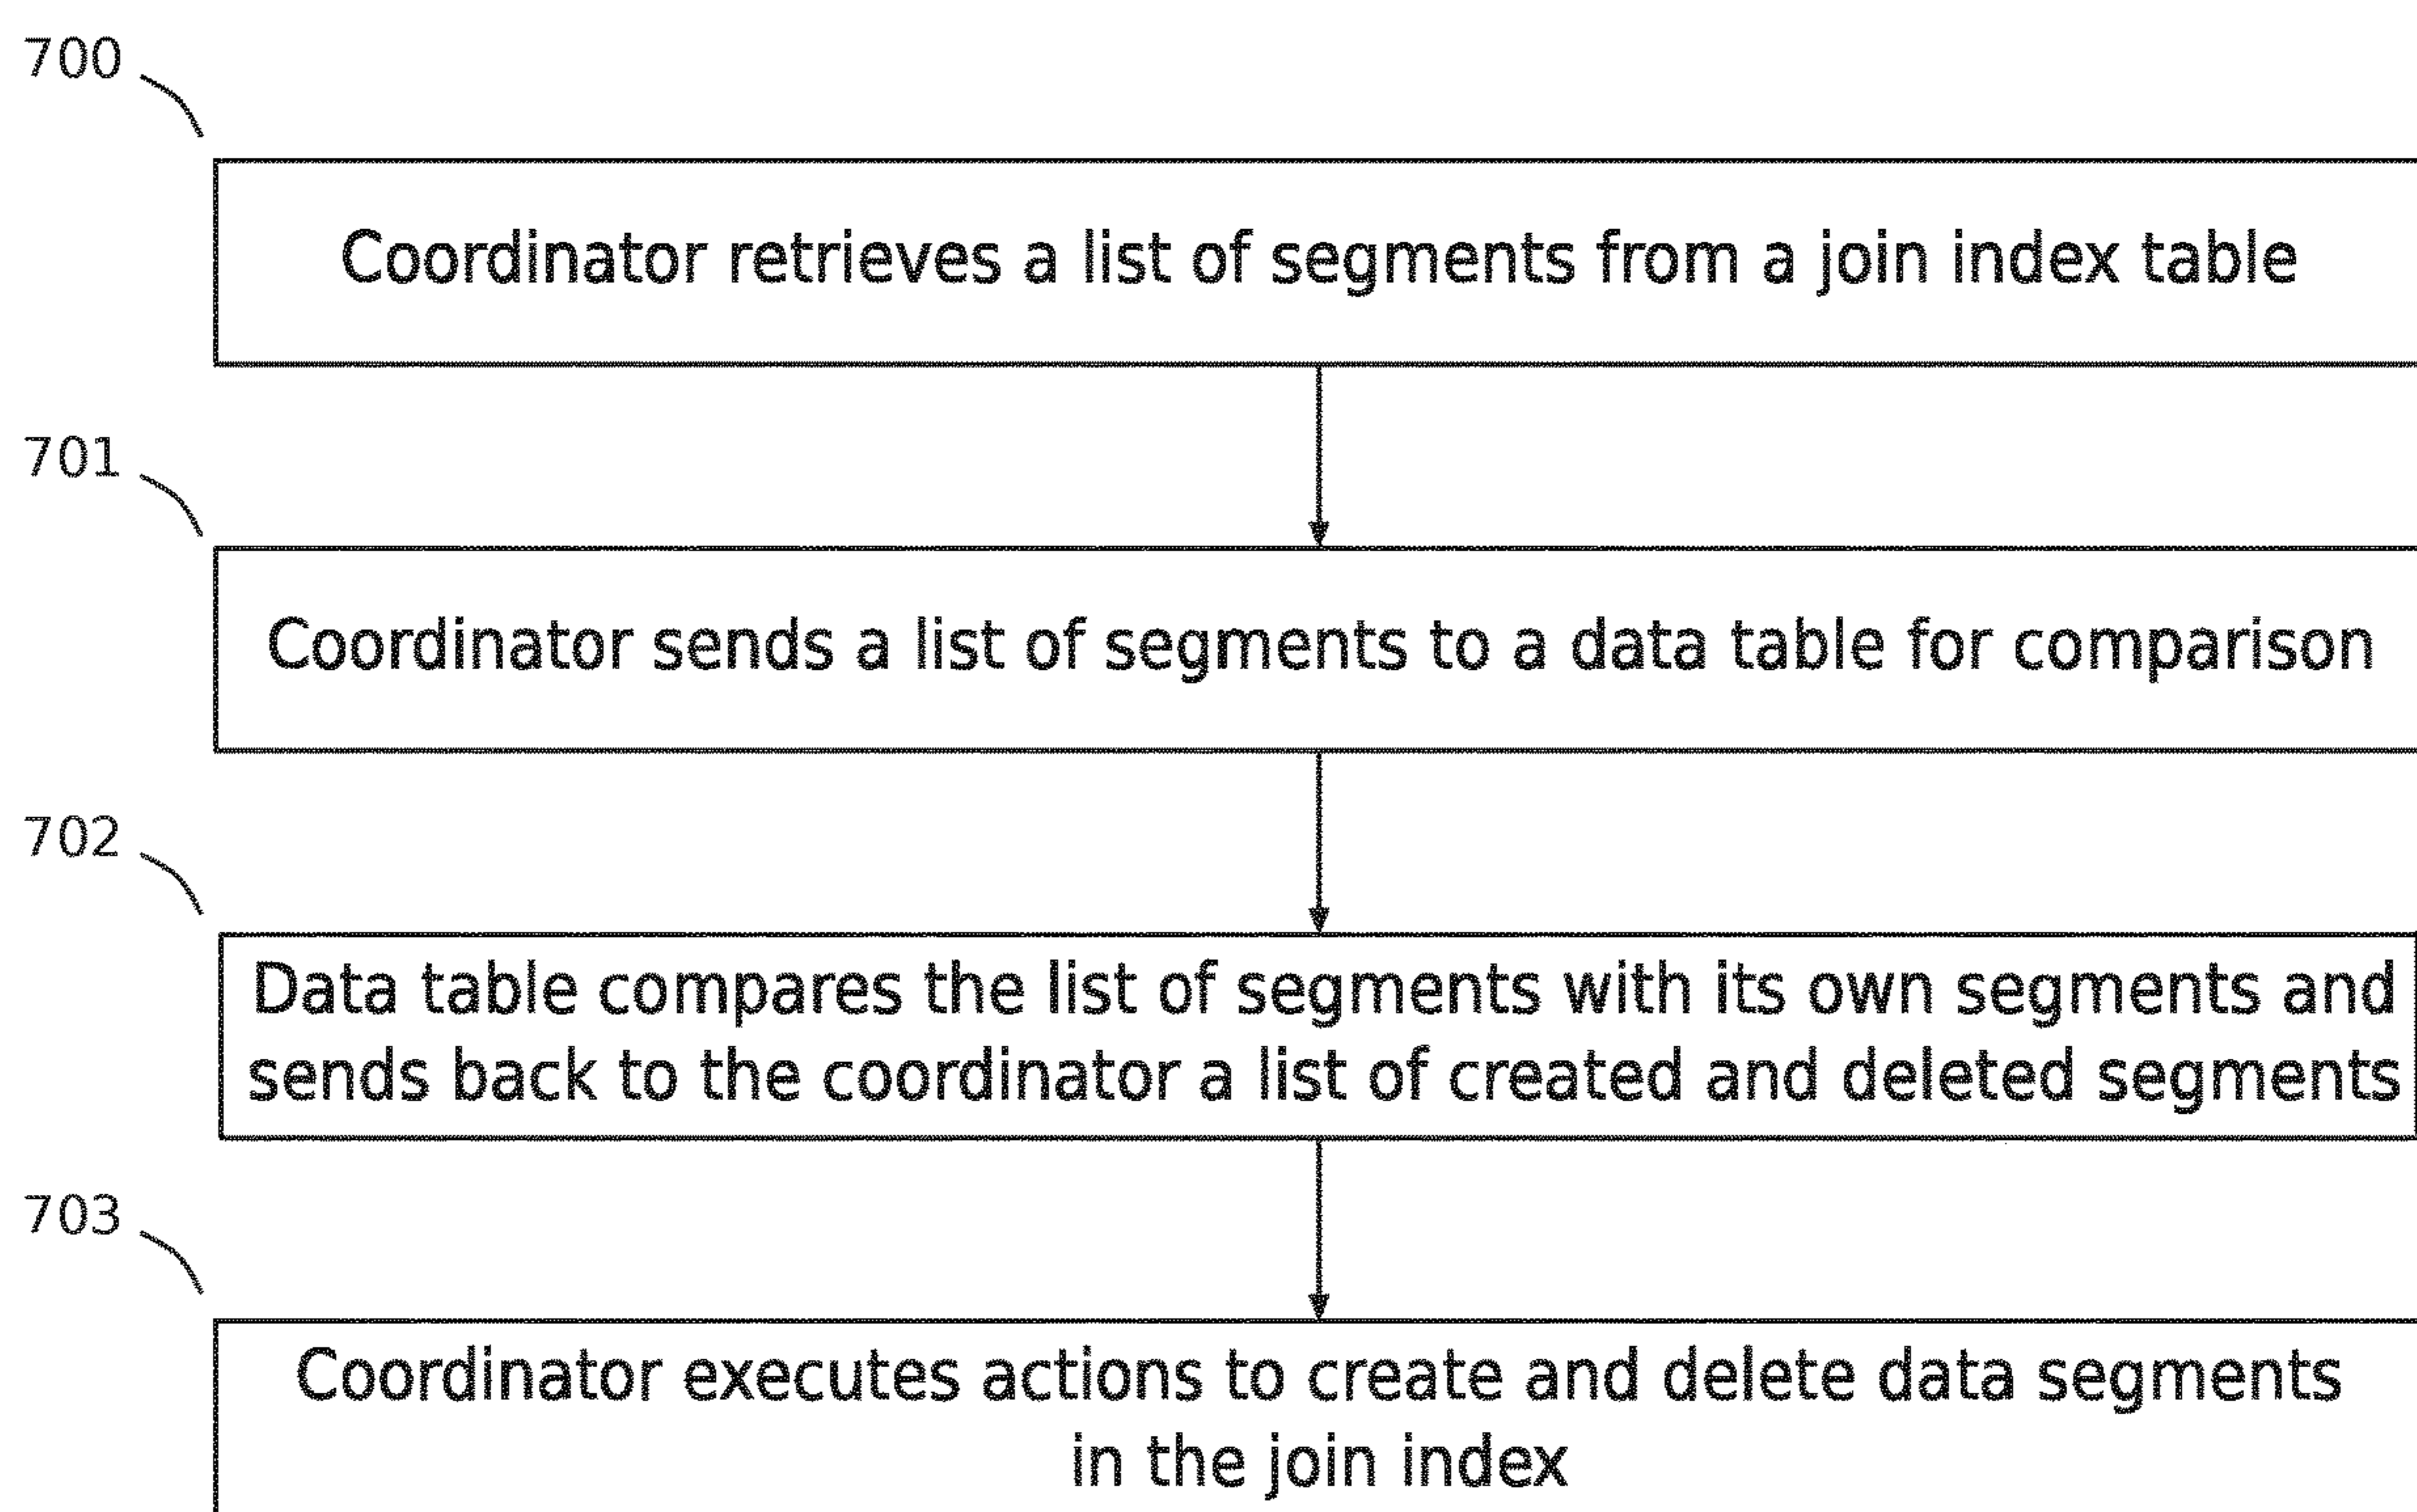 700
Coordinator retrieves a list of segments from a join index table
701
Coordinator sends a list of segments to a data table for comparison
702
Data table compares the list of segments with its own segments and
sends back to the coordinator a list of created and deleted segments
703
Coordinator executes actions to create and delete data segments
in the join index